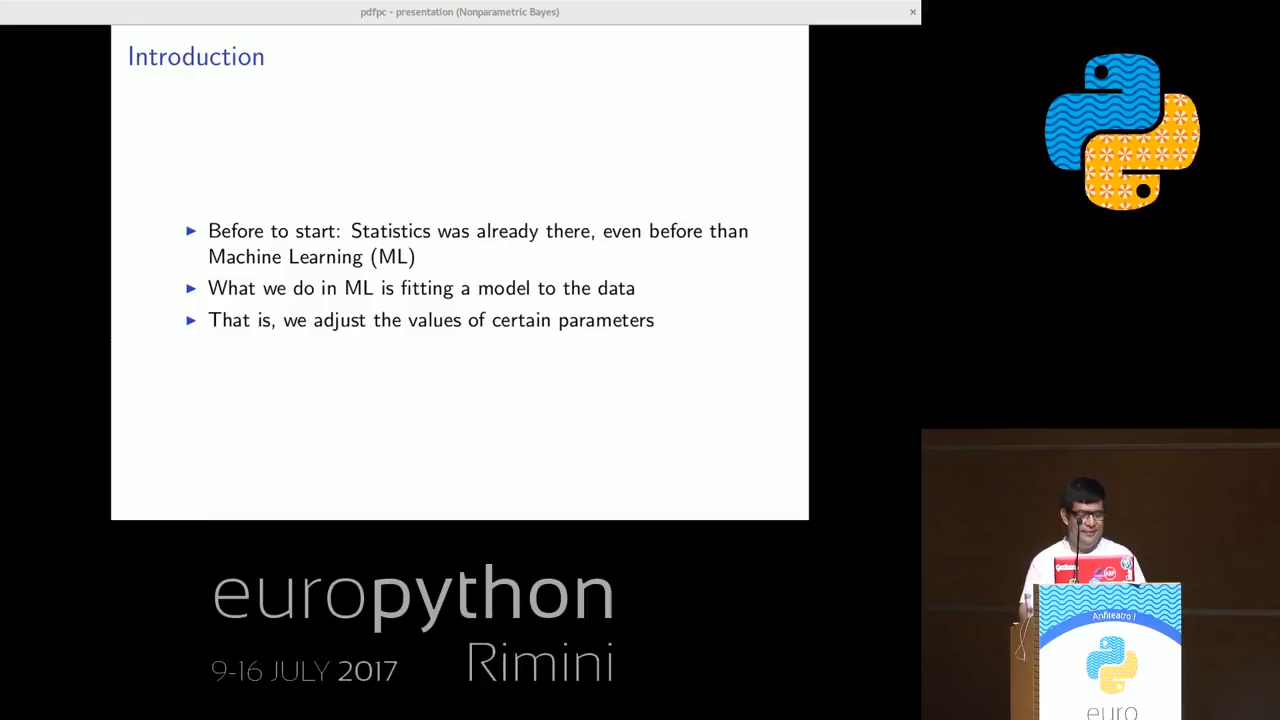 pdfpc - presentation (Nonparametric Bayes)
×
Introduction
Before to start: Statistics was already there, even before than
Machine Learning (ML)
What we do in ML is fitting a model to the data
That is, we adjust the values of certain parameters
europython
9-16 JULY 2017
Rimini
Anfiteatro 1
euro